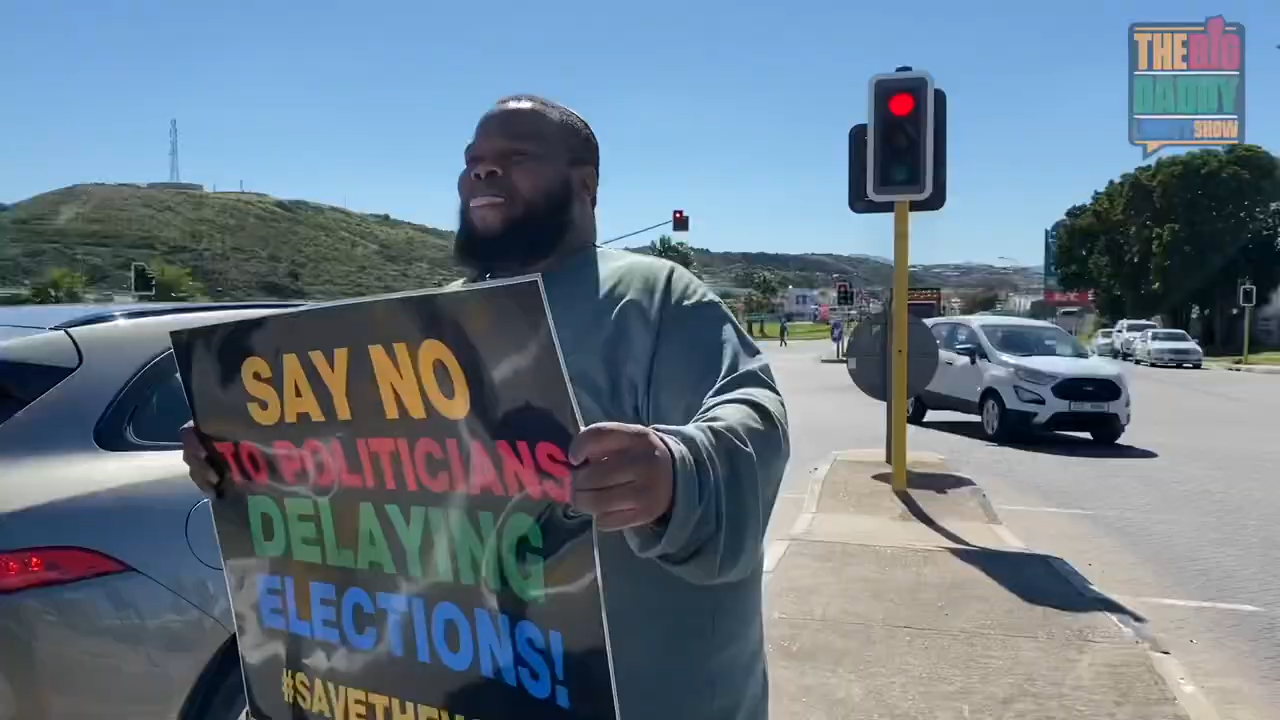 THE BIG
DADDY
SHOW
SAY NO
TO POLITICIANS
DELAYING
ELECTIONS!